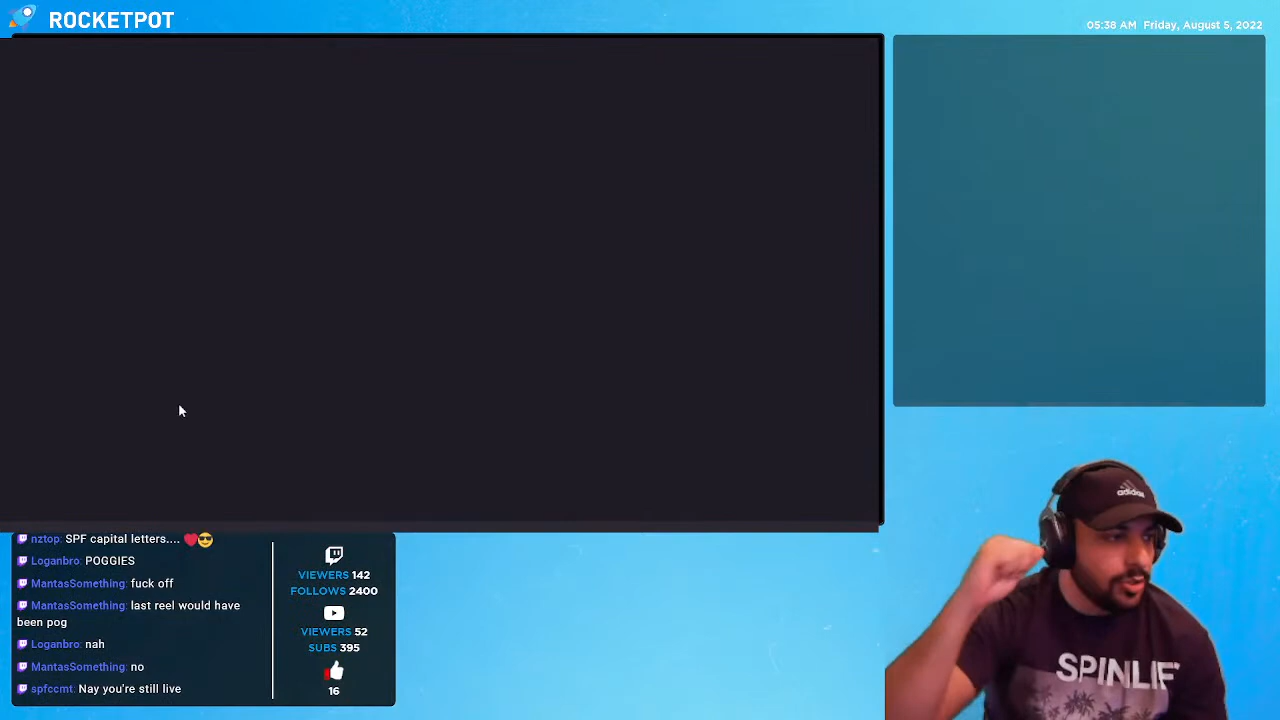 ROCKETPOT
05:38 AM Friday, August 5, 2022
nztop: SPF capital letters....
Loganbro: POGGIES
MantasSomething: fuck off
MantasSomething: last reel would have
been pog
Loganbro: nah
MantasSomething: no
spfccmt: Nay you're still live
VIEWERS 142
FOLLOWS 2400
VIEWERS 52
SUBS 395
16
adidas
SPINLIF